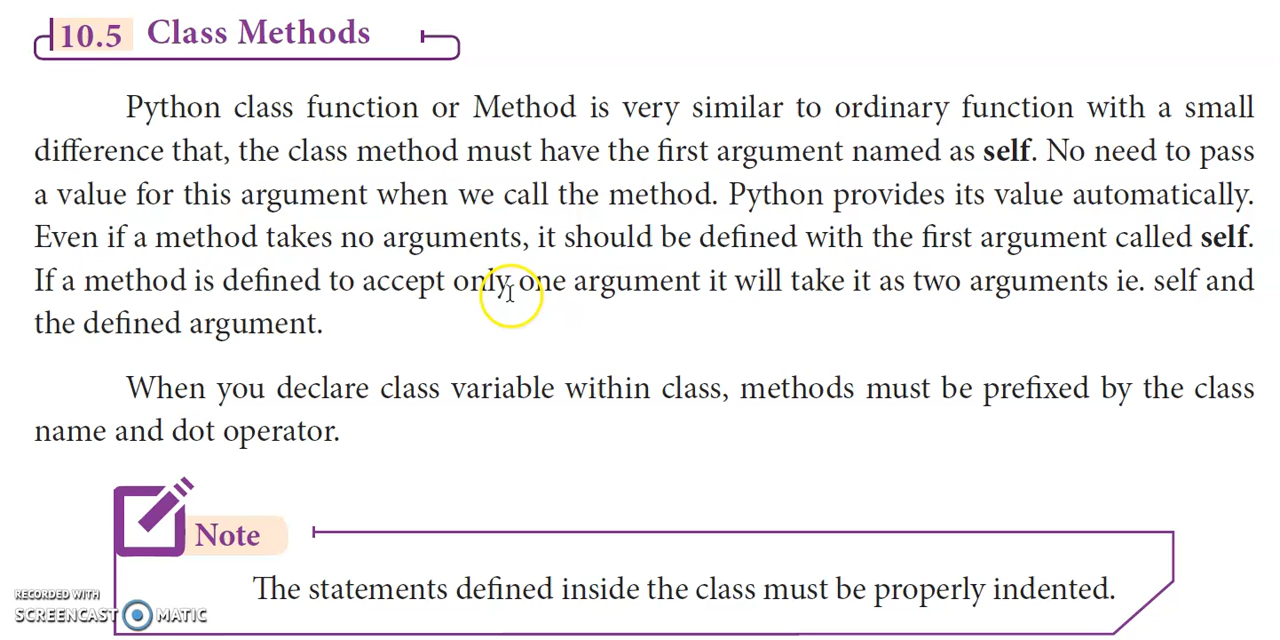 10.5 Class Methods
Python class function or Method is very similar to ordinary function with a small
difference that, the class method must have the first argument named as self. No need to pass
a value for this argument when we call the method. Python provides its value automatically.
Even if a method takes no arguments, it should be defined with the first argument called self.
If a method is defined to accept only one argument it will take it as two arguments ie. self and
the defined argument.
When you declare class variable within class, methods must be prefixed by the class
name and dot operator.
Note
The statements defined inside the class must be properly indented.
RECORDED WITH
SCREENCAST MATIC